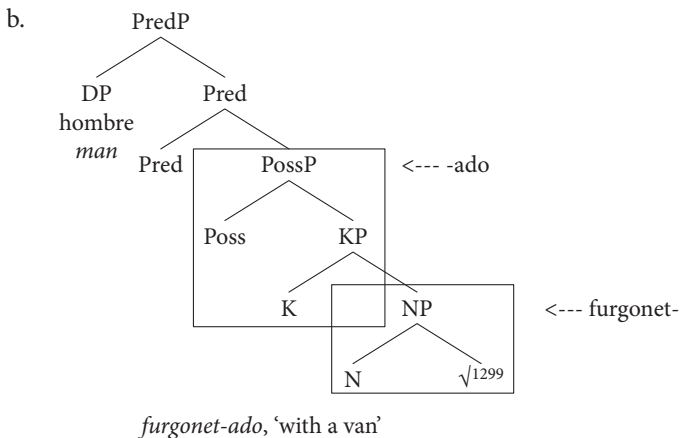 b.
PredP
DP Pred
hombre
man
Pred PossP <--- -ado
Poss KP
K NP <--- furgonet-
N √1299
furgonet-ado, ‘with a van’